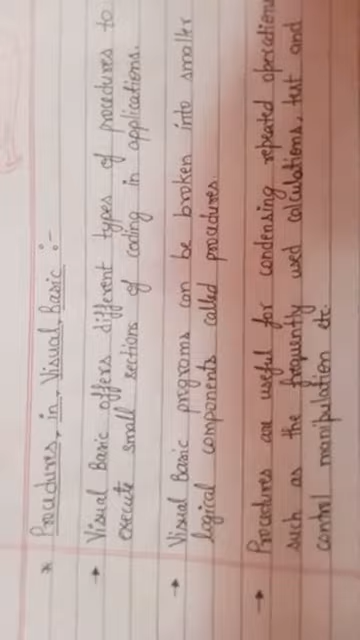 * Procedures in Visual Basic :-
→ Visual Basic offers different types of procedures to
execute small sections of coding in applications.
→ Visual Basic programs can be broken into smaller
logical components called procedures.
→ Procedures are useful for condensing repeated operations
such as the frequently used calculations, text and
control manipulation etc.